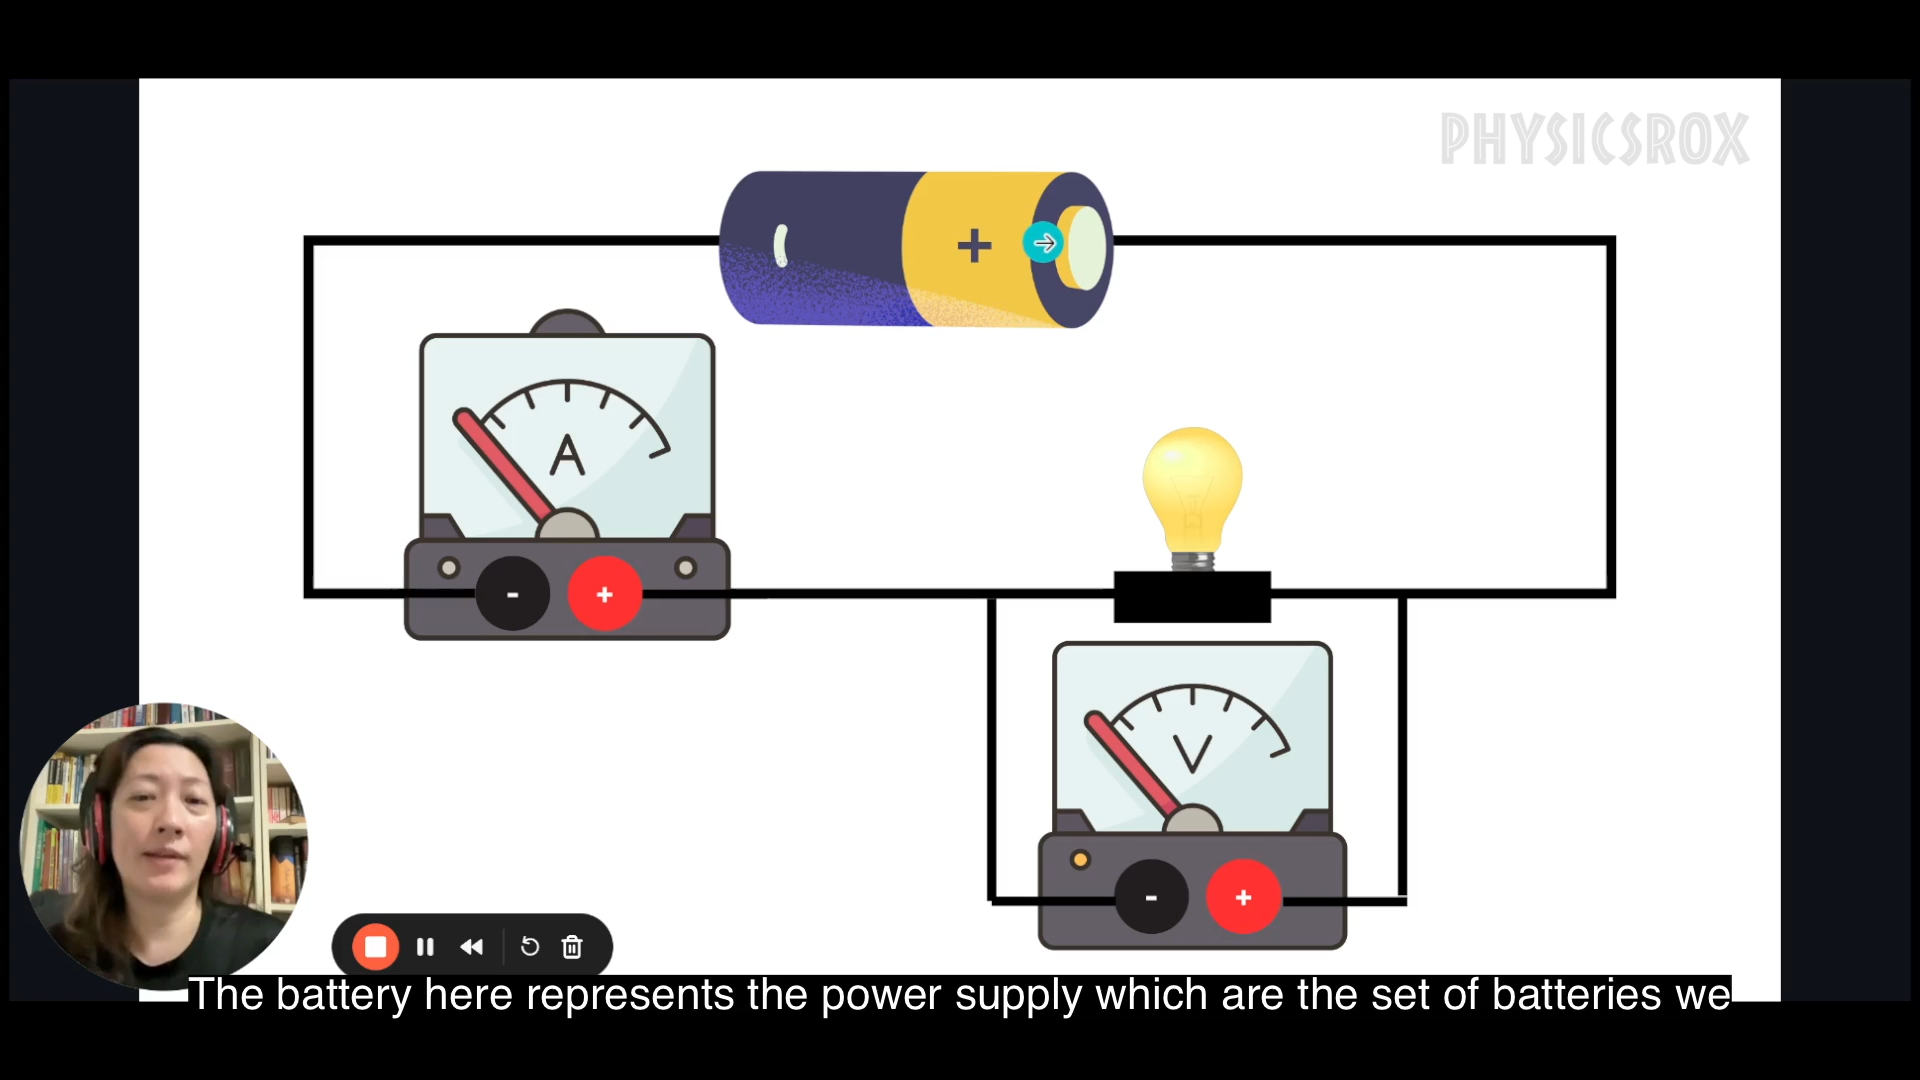 PHYSICSROX
+
A
- +
V
- +
The battery here represents the power supply which are the set of batteries we